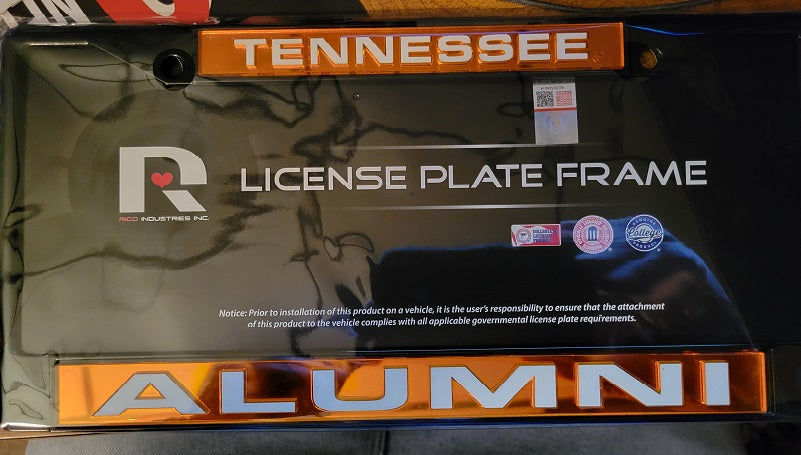 TENNESSEE
R
RICO INDUSTRIES INC.
LICENSE PLATE FRAME
COLLEGE
Notice: Prior to installation of this product on a vehicle, it is the user's responsibility to ensure that the attachment
of this product to the vehicle complies with all applicable governmental license plate requirements.
ALUMNI